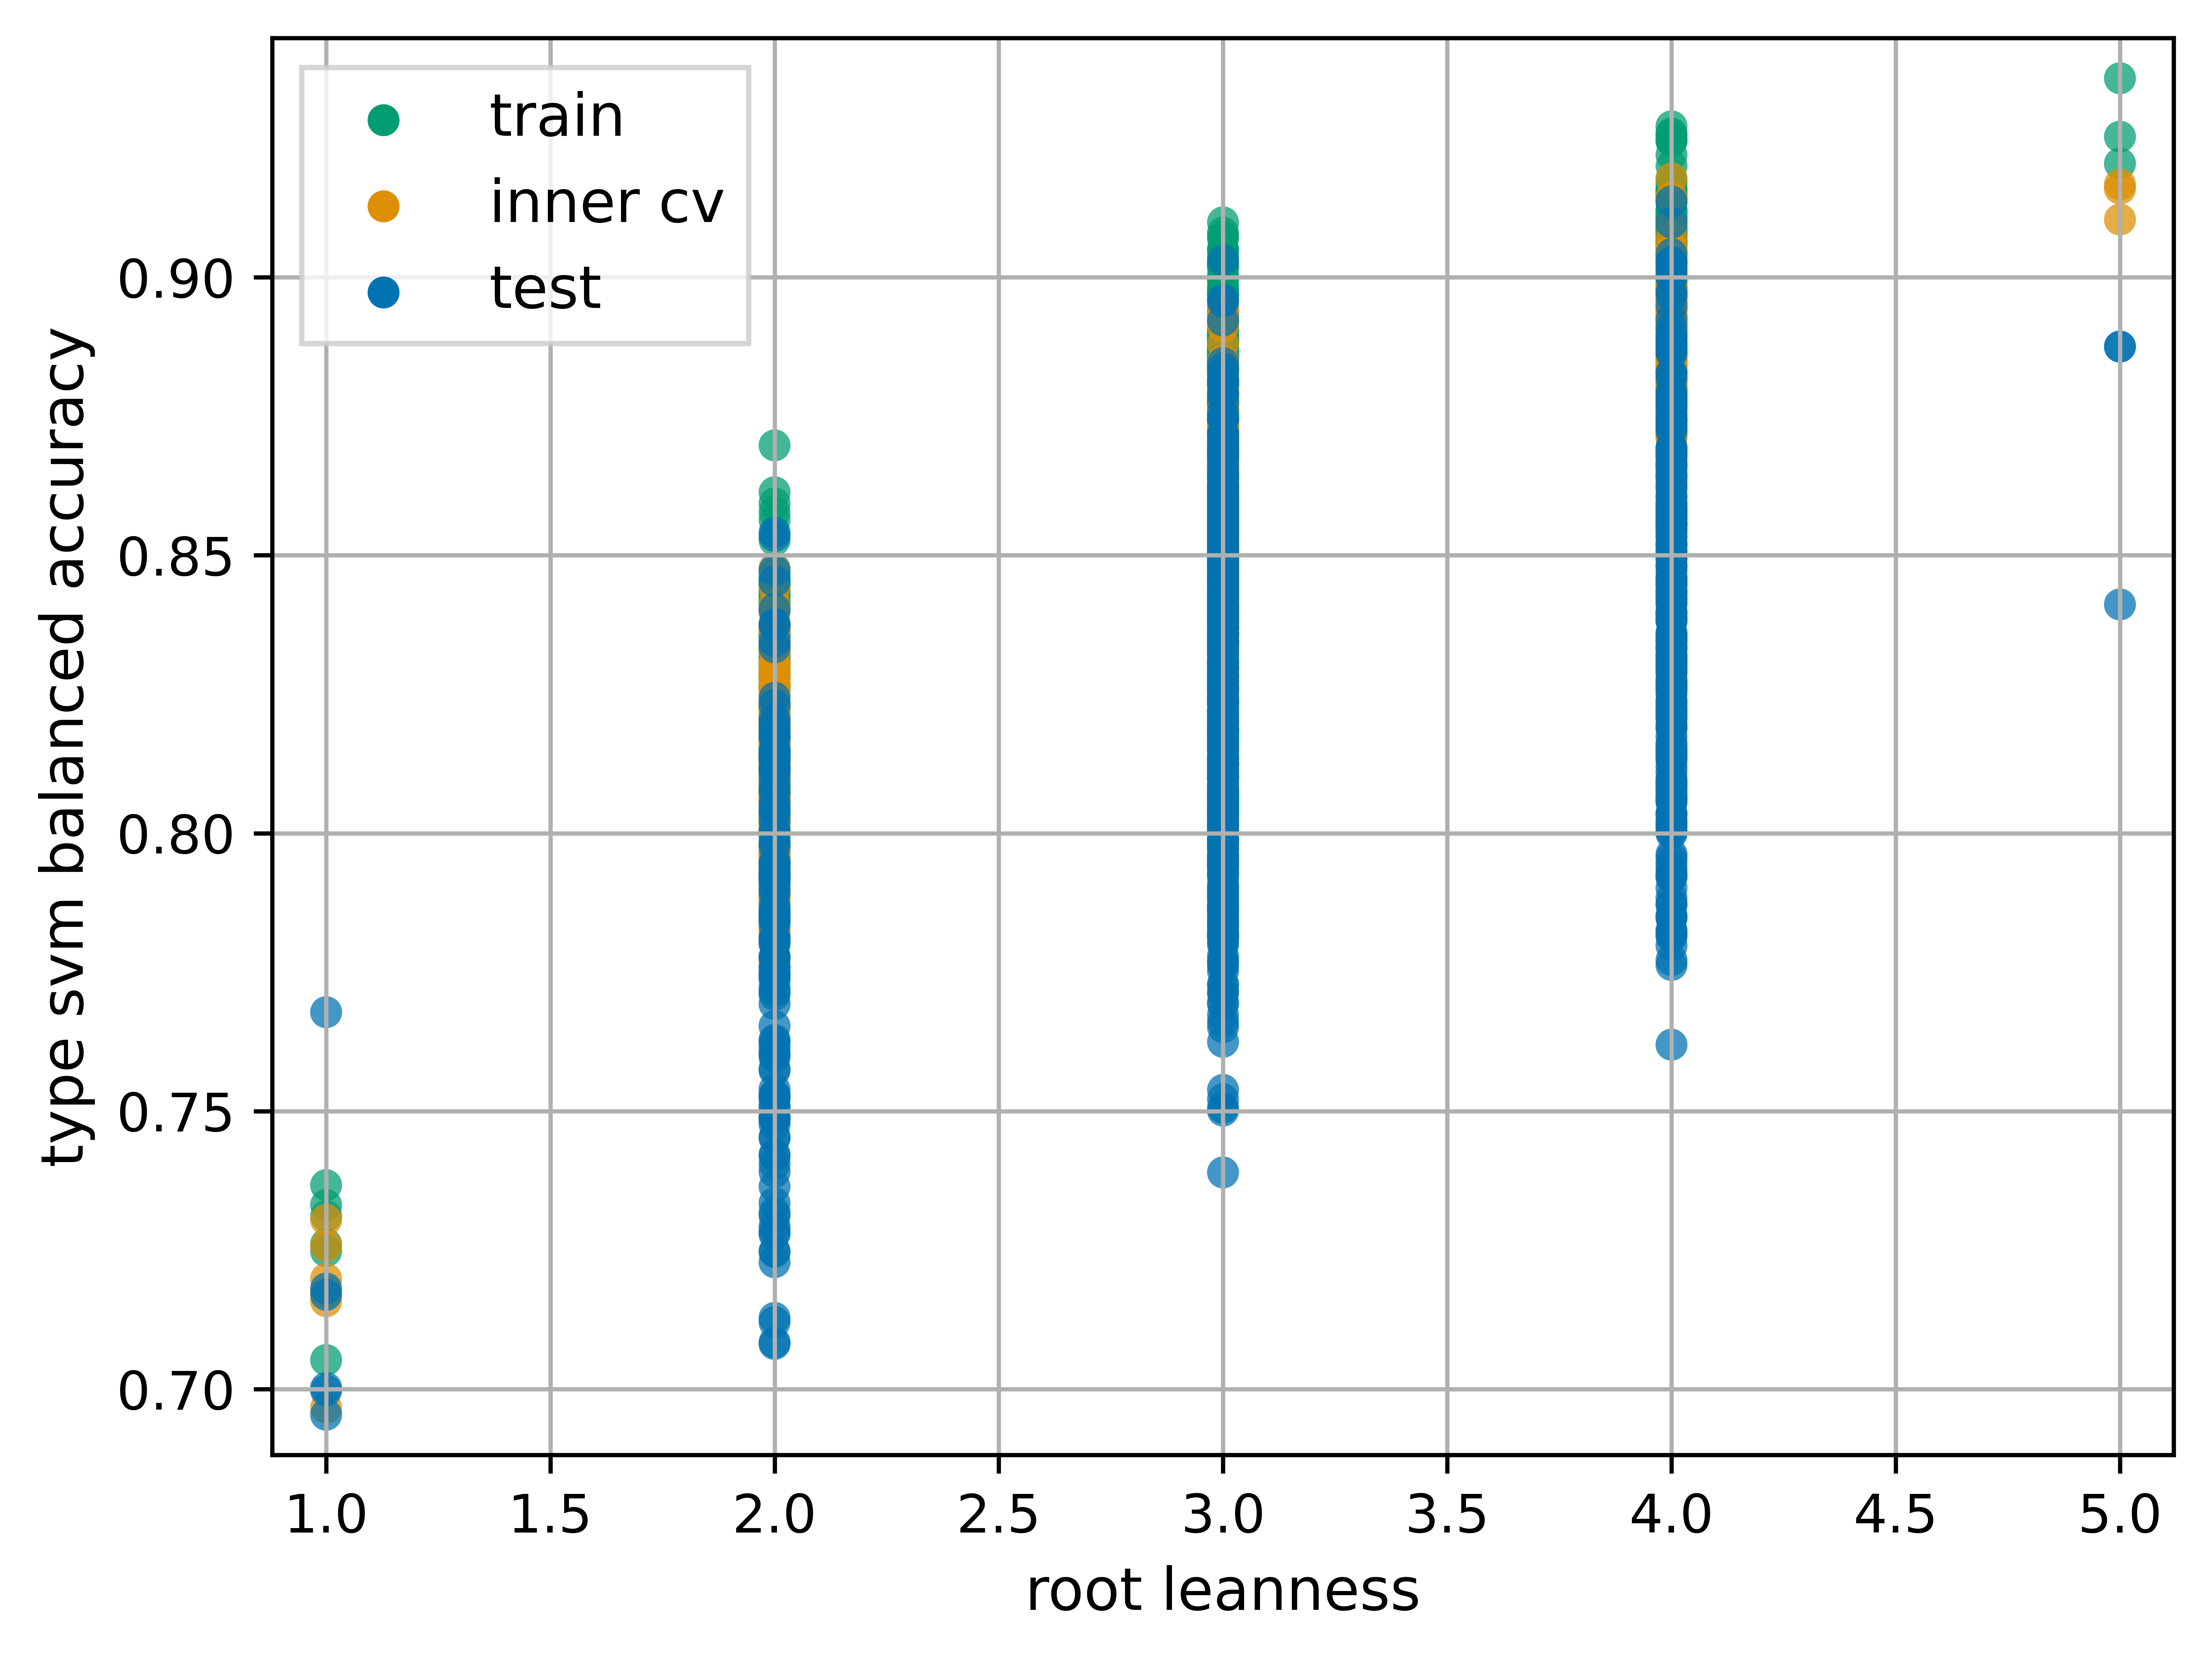 train
inner cv
test
0.90
0.85
0.80
0.75
0.70
type svm balanced accuracy
1.0 1.5 2.0 2.5 3.0 3.5 4.0 4.5 5.0
root leanness